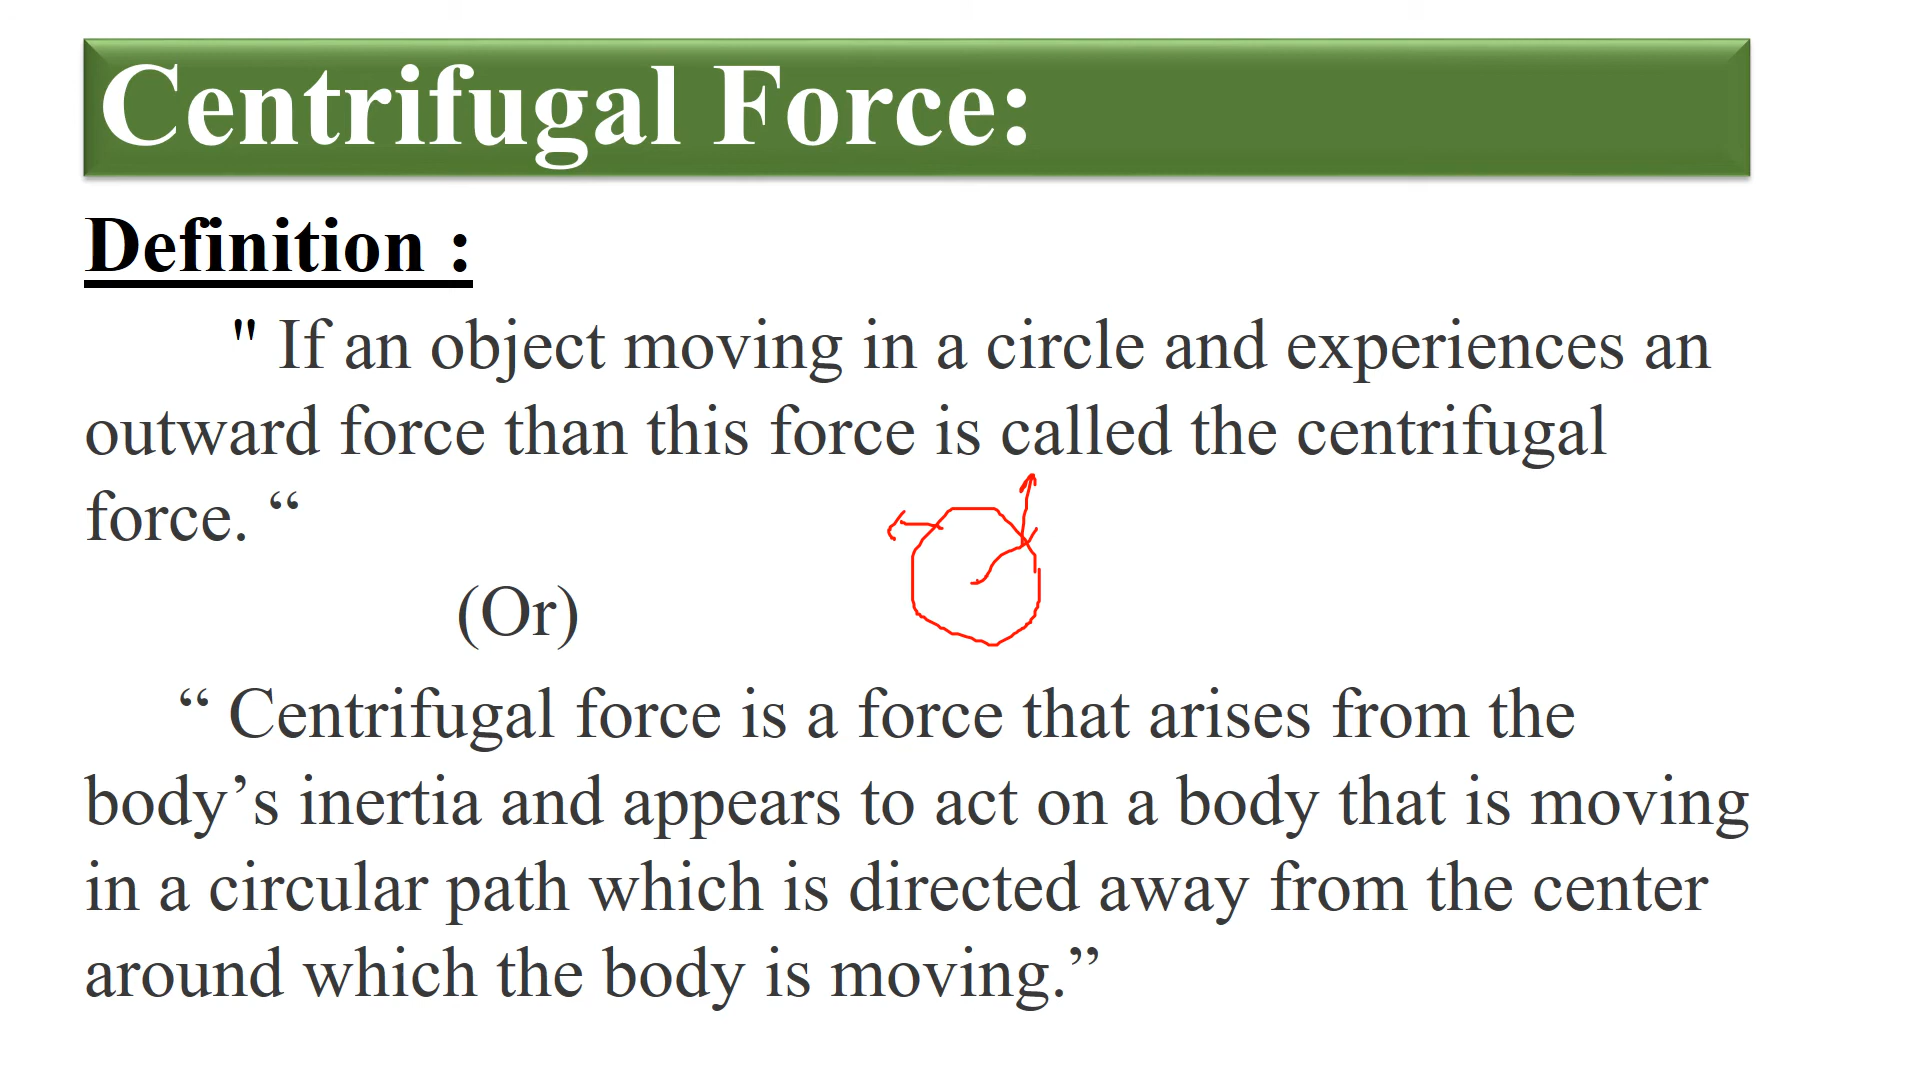 Centrifugal Force:
Definition :
" If an object moving in a circle and experiences an
outward force than this force is called the centrifugal
force. “
(Or)
“ Centrifugal force is a force that arises from the
body’s inertia and appears to act on a body that is moving
in a circular path which is directed away from the center
around which the body is moving.”